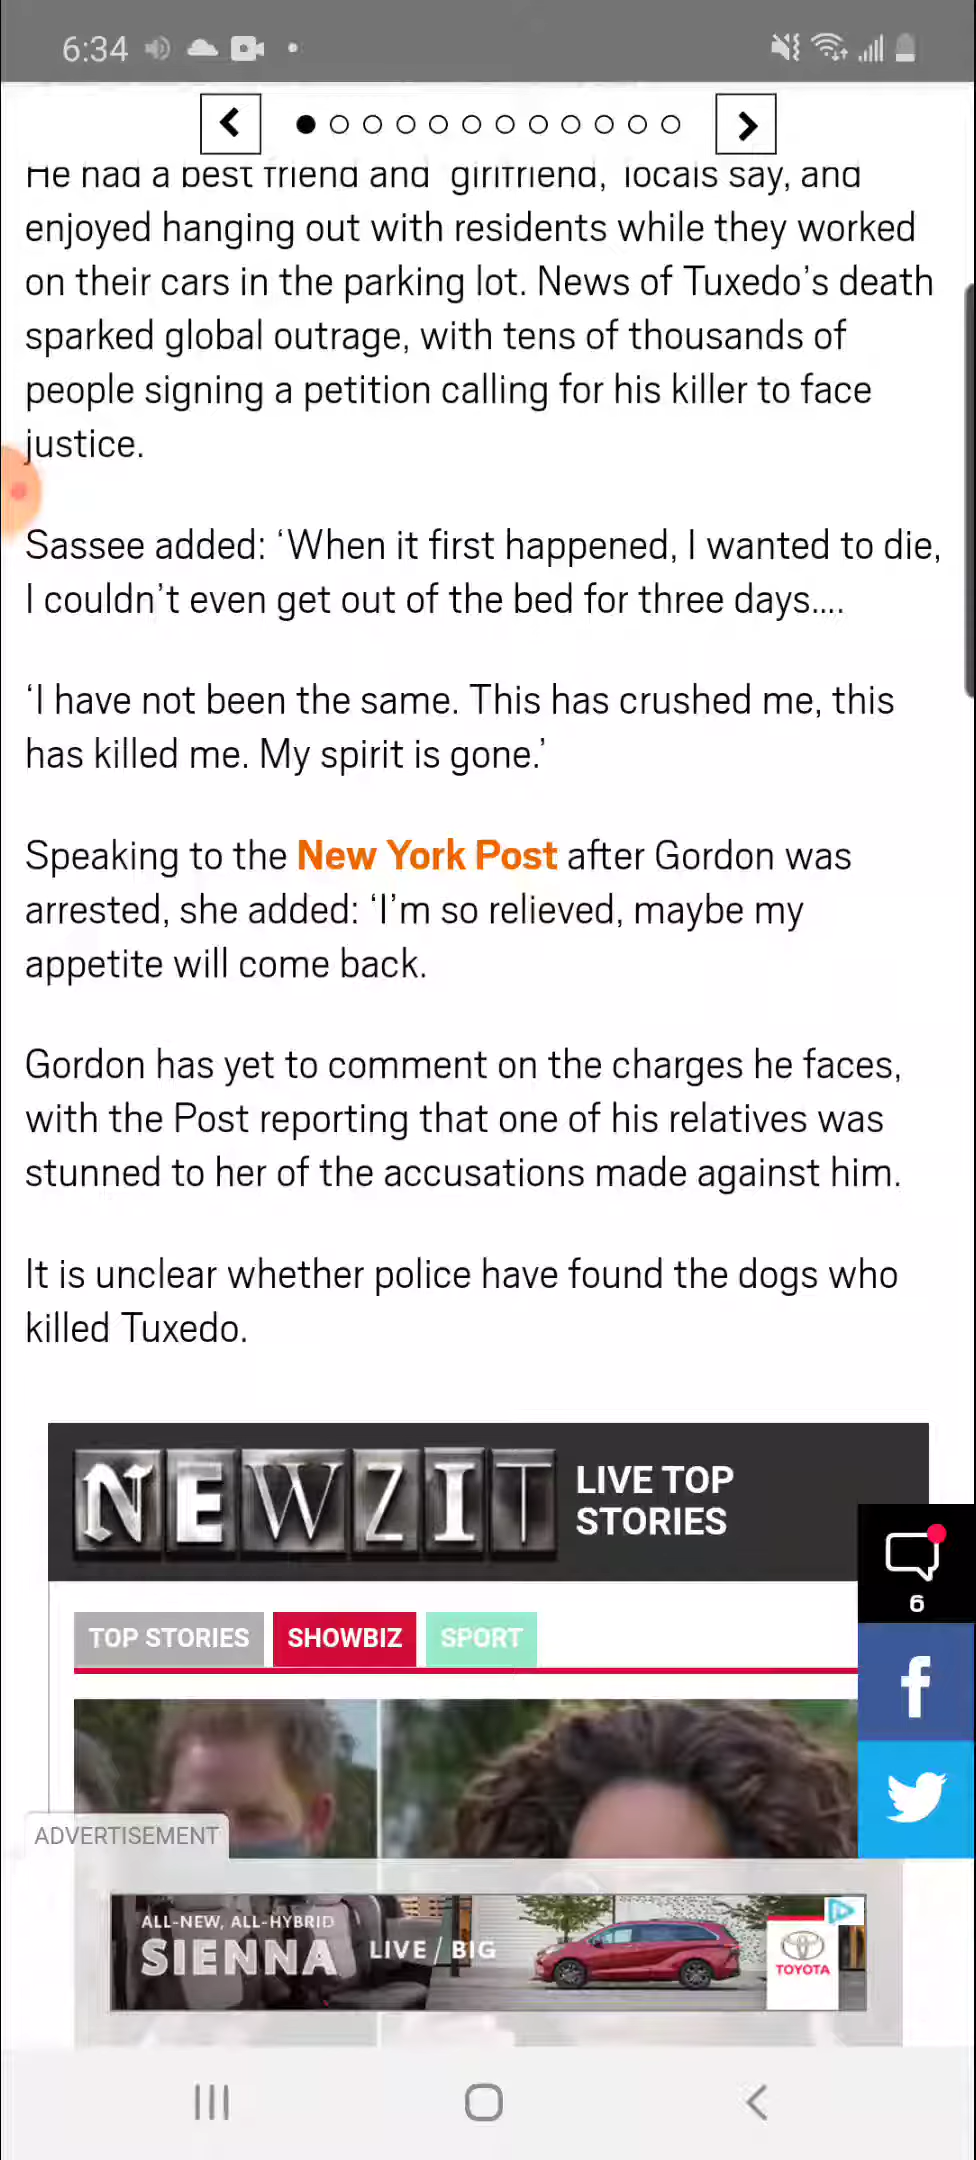 6:34
He had a best friend and 'girlfriend,' locals say, and
enjoyed hanging out with residents while they worked
on their cars in the parking lot. News of Tuxedo’s death
sparked global outrage, with tens of thousands of
people signing a petition calling for his killer to face
justice.
Sassee added: ‘When it first happened, I wanted to die,
I couldn’t even get out of the bed for three days....
‘I have not been the same. This has crushed me, this
has killed me. My spirit is gone.’
Speaking to the New York Post after Gordon was
arrested, she added: ‘I’m so relieved, maybe my
appetite will come back.
Gordon has yet to comment on the charges he faces,
with the Post reporting that one of his relatives was
stunned to her of the accusations made against him.
It is unclear whether police have found the dogs who
killed Tuxedo.
NEWZIT LIVE TOP
STORIES
6
TOP STORIES SHOWBIZ SPORT
ADVERTISEMENT
ALL-NEW, ALL-HYBRID
SIENNA LIVE / BIG
TOYOTA